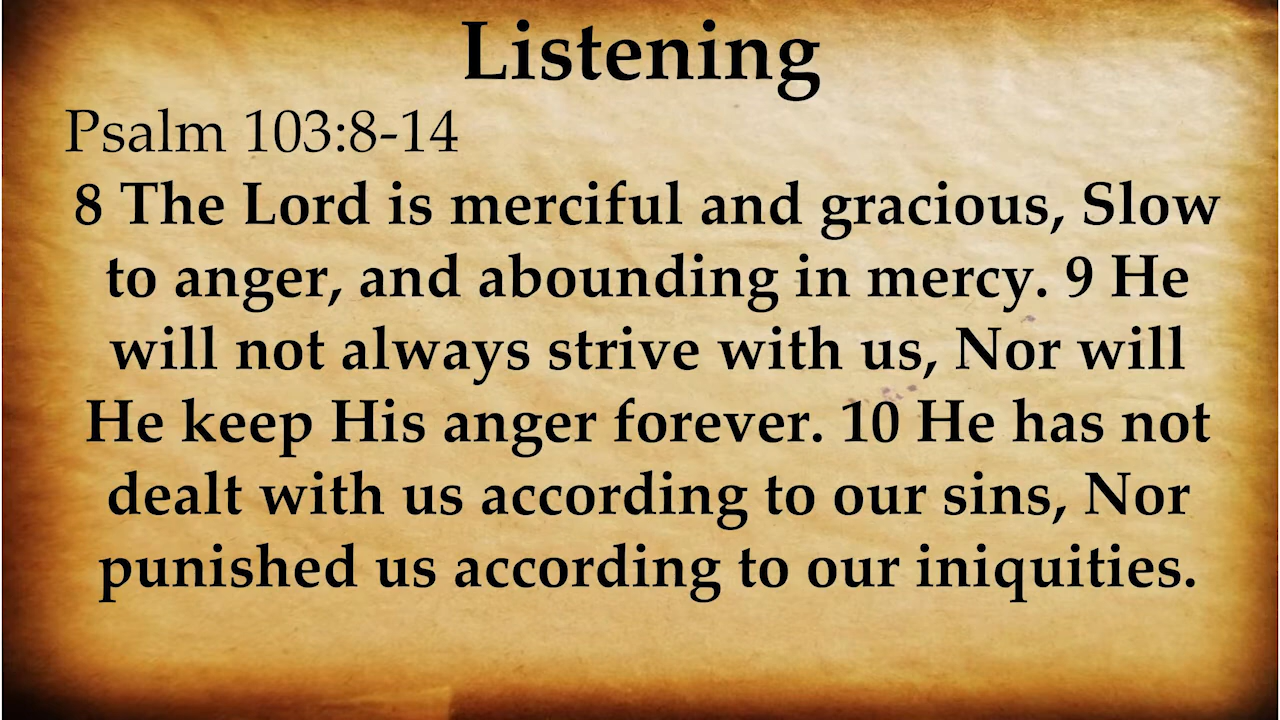 Listening
Psalm 103:8-14
8 The Lord is merciful and gracious, Slow
to anger, and abounding in mercy. 9 He
will not always strive with us, Nor will
He keep His anger forever. 10 He has not
dealt with us according to our sins, Nor
punished us according to our iniquities.